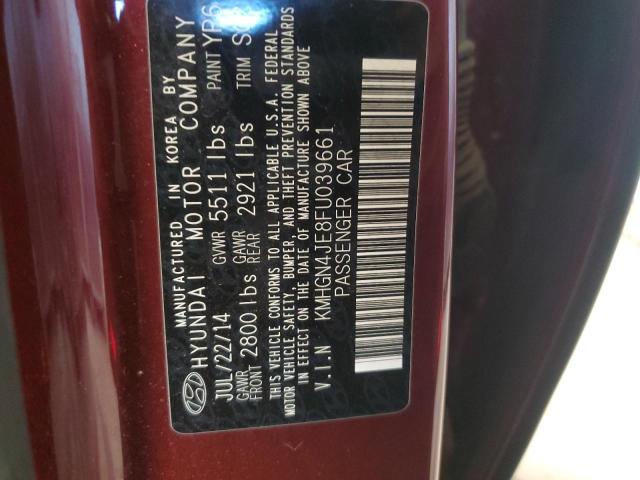 MANUFACTURED IN KOREA BY
HYUNDAI MOTOR COMPANY
JUL/22/14 GVWR 5511 lbs PAINT YR6
GAWR FRONT 2800 lbs GAWR REAR 2921 lbs TRIM
THIS VEHICLE CONFORMS TO ALL APPLICABLE U.S.A. FEDERAL
MOTOR VEHICLE SAFETY, BUMPER, AND THEFT PREVENTION STANDARDS
IN EFFECT ON THE DATE OF MANUFACTURE SHOWN ABOVE
V.I.N KMHGN4JE8FU039661
PASSENGER CAR